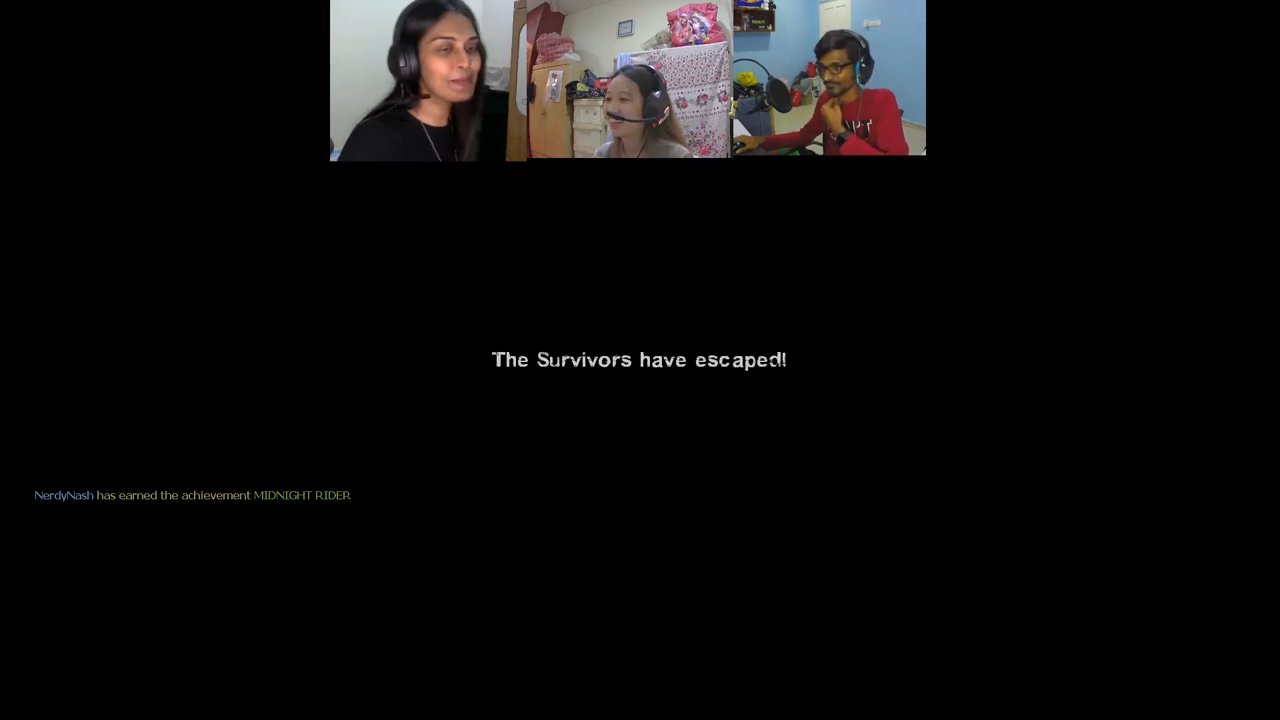 The Survivors have escaped!
NerdyNash has earned the achievement MIDNIGHT RIDER